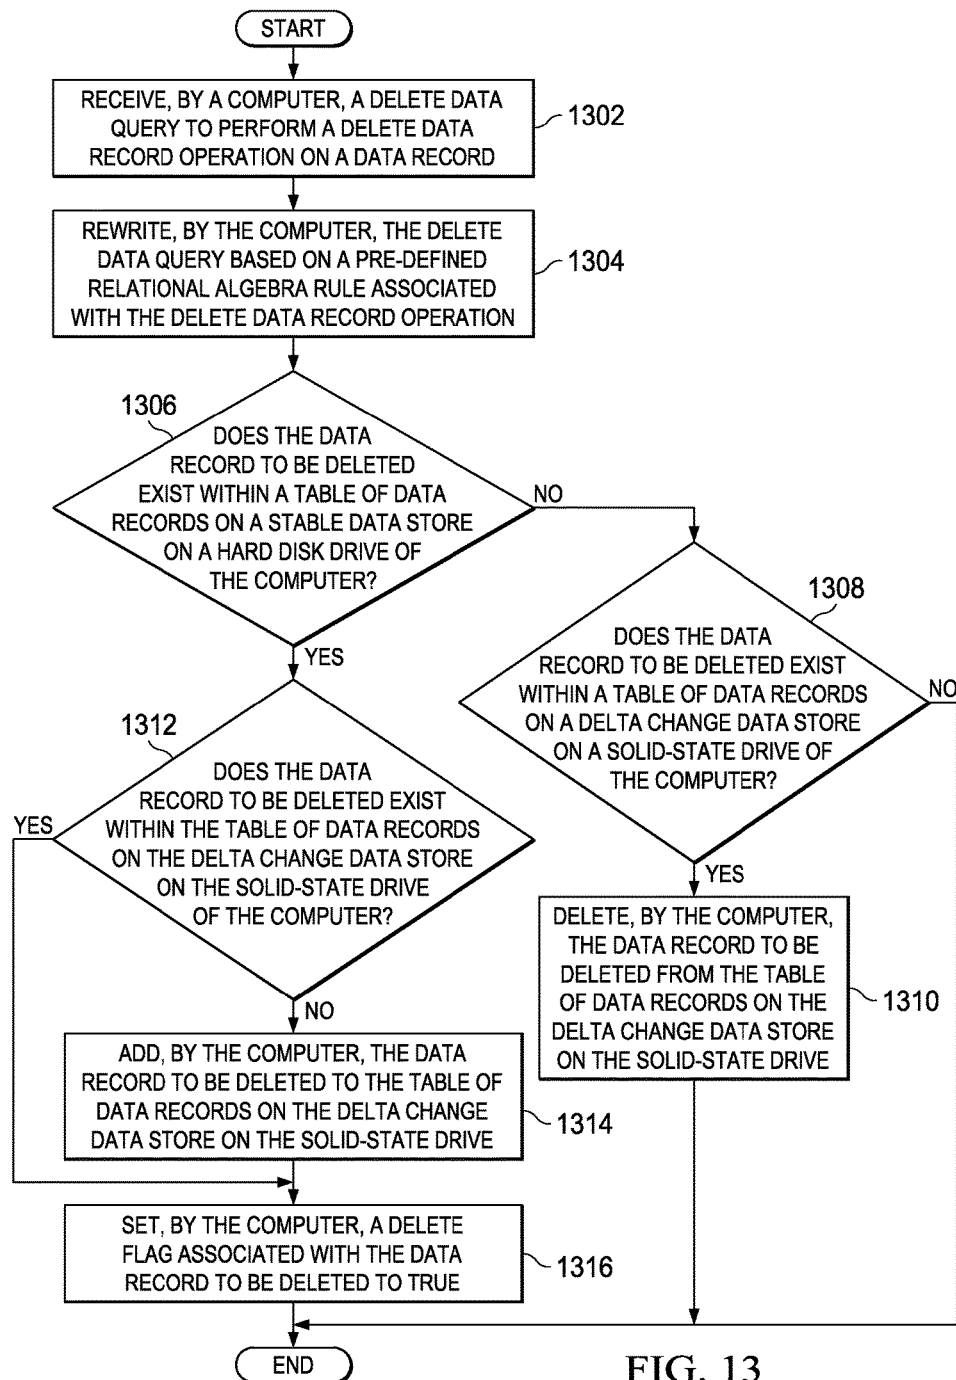 START
RECEIVE, BY A COMPUTER, A DELETE DATA
QUERY TO PERFORM A DELETE DATA
RECORD OPERATION ON A DATA RECORD
1302
REWRITE, BY THE COMPUTER, THE DELETE
DATA QUERY BASED ON A PRE-DEFINED
RELATIONAL ALGEBRA RULE ASSOCIATED
WITH THE DELETE DATA RECORD OPERATION
1304
1306
DOES THE DATA
RECORD TO BE DELETED
EXIST WITHIN A TABLE OF DATA
RECORDS ON A STABLE DATA STORE
ON A HARD DISK DRIVE OF
THE COMPUTER?
NO
YES
1308
DOES THE DATA
RECORD TO BE DELETED EXIST
WITHIN A TABLE OF DATA RECORDS
ON A DELTA CHANGE DATA STORE
ON A SOLID-STATE DRIVE OF
THE COMPUTER?
NO
YES
1312
DOES THE DATA
RECORD TO BE DELETED EXIST
WITHIN THE TABLE OF DATA RECORDS
ON THE DELTA CHANGE DATA STORE
ON THE SOLID-STATE DRIVE
OF THE COMPUTER?
YES
NO
DELETE, BY THE COMPUTER,
THE DATA RECORD TO BE
DELETED FROM THE TABLE
OF DATA RECORDS ON THE
DELTA CHANGE DATA STORE
ON THE SOLID-STATE DRIVE
1310
ADD, BY THE COMPUTER, THE DATA
RECORD TO BE DELETED TO THE TABLE OF
DATA RECORDS ON THE DELTA CHANGE
DATA STORE ON THE SOLID-STATE DRIVE
1314
SET, BY THE COMPUTER, A DELETE
FLAG ASSOCIATED WITH THE DATA
RECORD TO BE DELETED TO TRUE
1316
END
FIG. 13